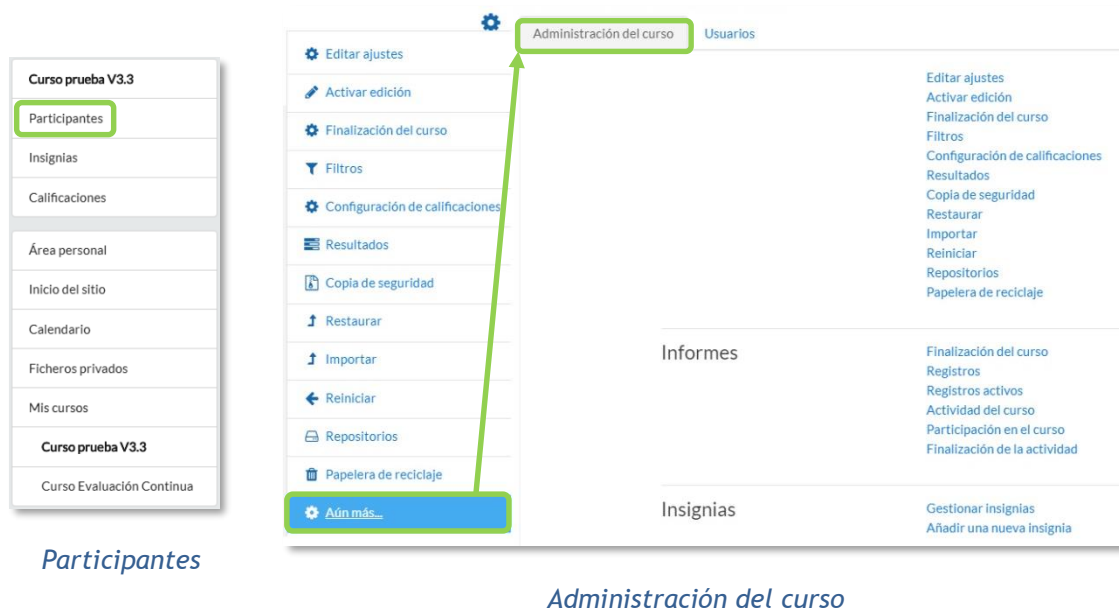 Curso prueba V3.3
Participantes
Insignias
Calificaciones
Área personal
Inicio del sitio
Calendario
Ficheros privados
Mis cursos
Curso prueba V3.3
Curso Evaluación Continua
Participantes
Editar ajustes
Activar edición
Finalización del curso
Filtros
Configuración de calificaciones
Resultados
Copia de seguridad
Restaurar
Importar
Reiniciar
Repositorios
Papelera de reciclaje
Aún más...
Administración del curso Usuarios
Editar ajustes
Activar edición
Finalización del curso
Filtros
Configuración de calificaciones
Resultados
Copia de seguridad
Restaurar
Importar
Reiniciar
Repositorios
Papelera de reciclaje
Informes
Finalización del curso
Registros
Registros activos
Actividad del curso
Participación en el curso
Finalización de la actividad
Insignias
Gestionar insignias
Añadir una nueva insignia
Administración del curso